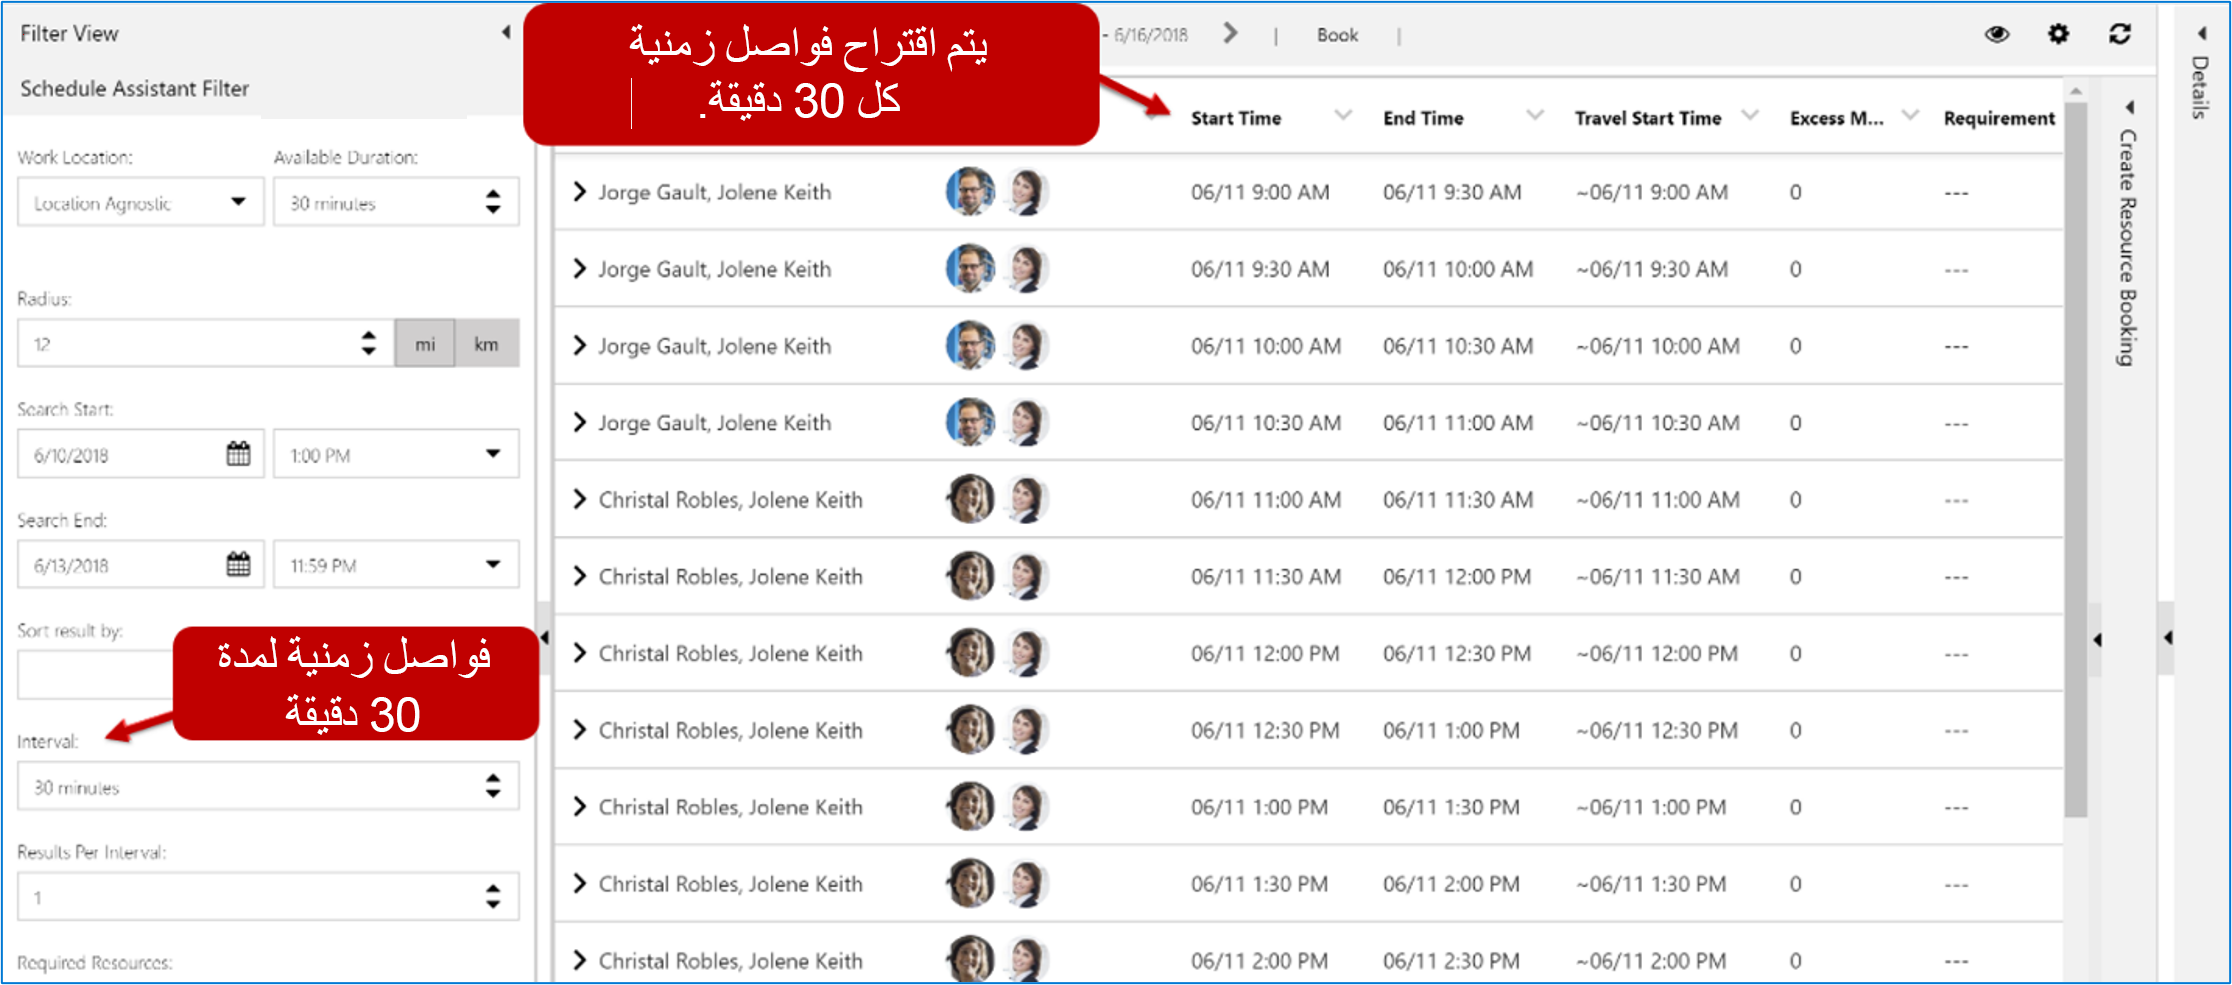 Filter View
Schedule Assistant Filter
Work Location:
Available Duration:
Location Agnostic
30 minutes
Radius:
12
mi
km
Search Start:
6/10/2018
1:00 PM
Search End:
6/13/2018
11:59 PM
Sort result by:
فواصل زمنية لمدة
30 دقيقة
Interval:
30 minutes
Results Per Interval:
1
Required Resources:
يتم اقتراح فواصل زمنية
كل 30 دقيقة.
- 6/16/2018
|
Book
|
Start Time
End Time
Travel Start Time
Excess M...
Requirement
Jorge Gault, Jolene Keith 06/11 9:00 AM 06/11 9:30 AM ~06/11 9:00 AM 0 ---
Jorge Gault, Jolene Keith 06/11 9:30 AM 06/11 10:00 AM ~06/11 9:30 AM 0 ---
Jorge Gault, Jolene Keith 06/11 10:00 AM 06/11 10:30 AM ~06/11 10:00 AM 0 ---
Jorge Gault, Jolene Keith 06/11 10:30 AM 06/11 11:00 AM ~06/11 10:30 AM 0 ---
Christal Robles, Jolene Keith 06/11 11:00 AM 06/11 11:30 AM ~06/11 11:00 AM 0 ---
Christal Robles, Jolene Keith 06/11 11:30 AM 06/11 12:00 PM ~06/11 11:30 AM 0 ---
Christal Robles, Jolene Keith 06/11 12:00 PM 06/11 12:30 PM ~06/11 12:00 PM 0 ---
Christal Robles, Jolene Keith 06/11 12:30 PM 06/11 1:00 PM ~06/11 12:30 PM 0 ---
Christal Robles, Jolene Keith 06/11 1:00 PM 06/11 1:30 PM ~06/11 1:00 PM 0 ---
Christal Robles, Jolene Keith 06/11 1:30 PM 06/11 2:00 PM ~06/11 1:30 PM 0 ---
Christal Robles, Jolene Keith 06/11 2:00 PM 06/11 2:30 PM ~06/11 2:00 PM 0 ---
Create Resource Booking
Details